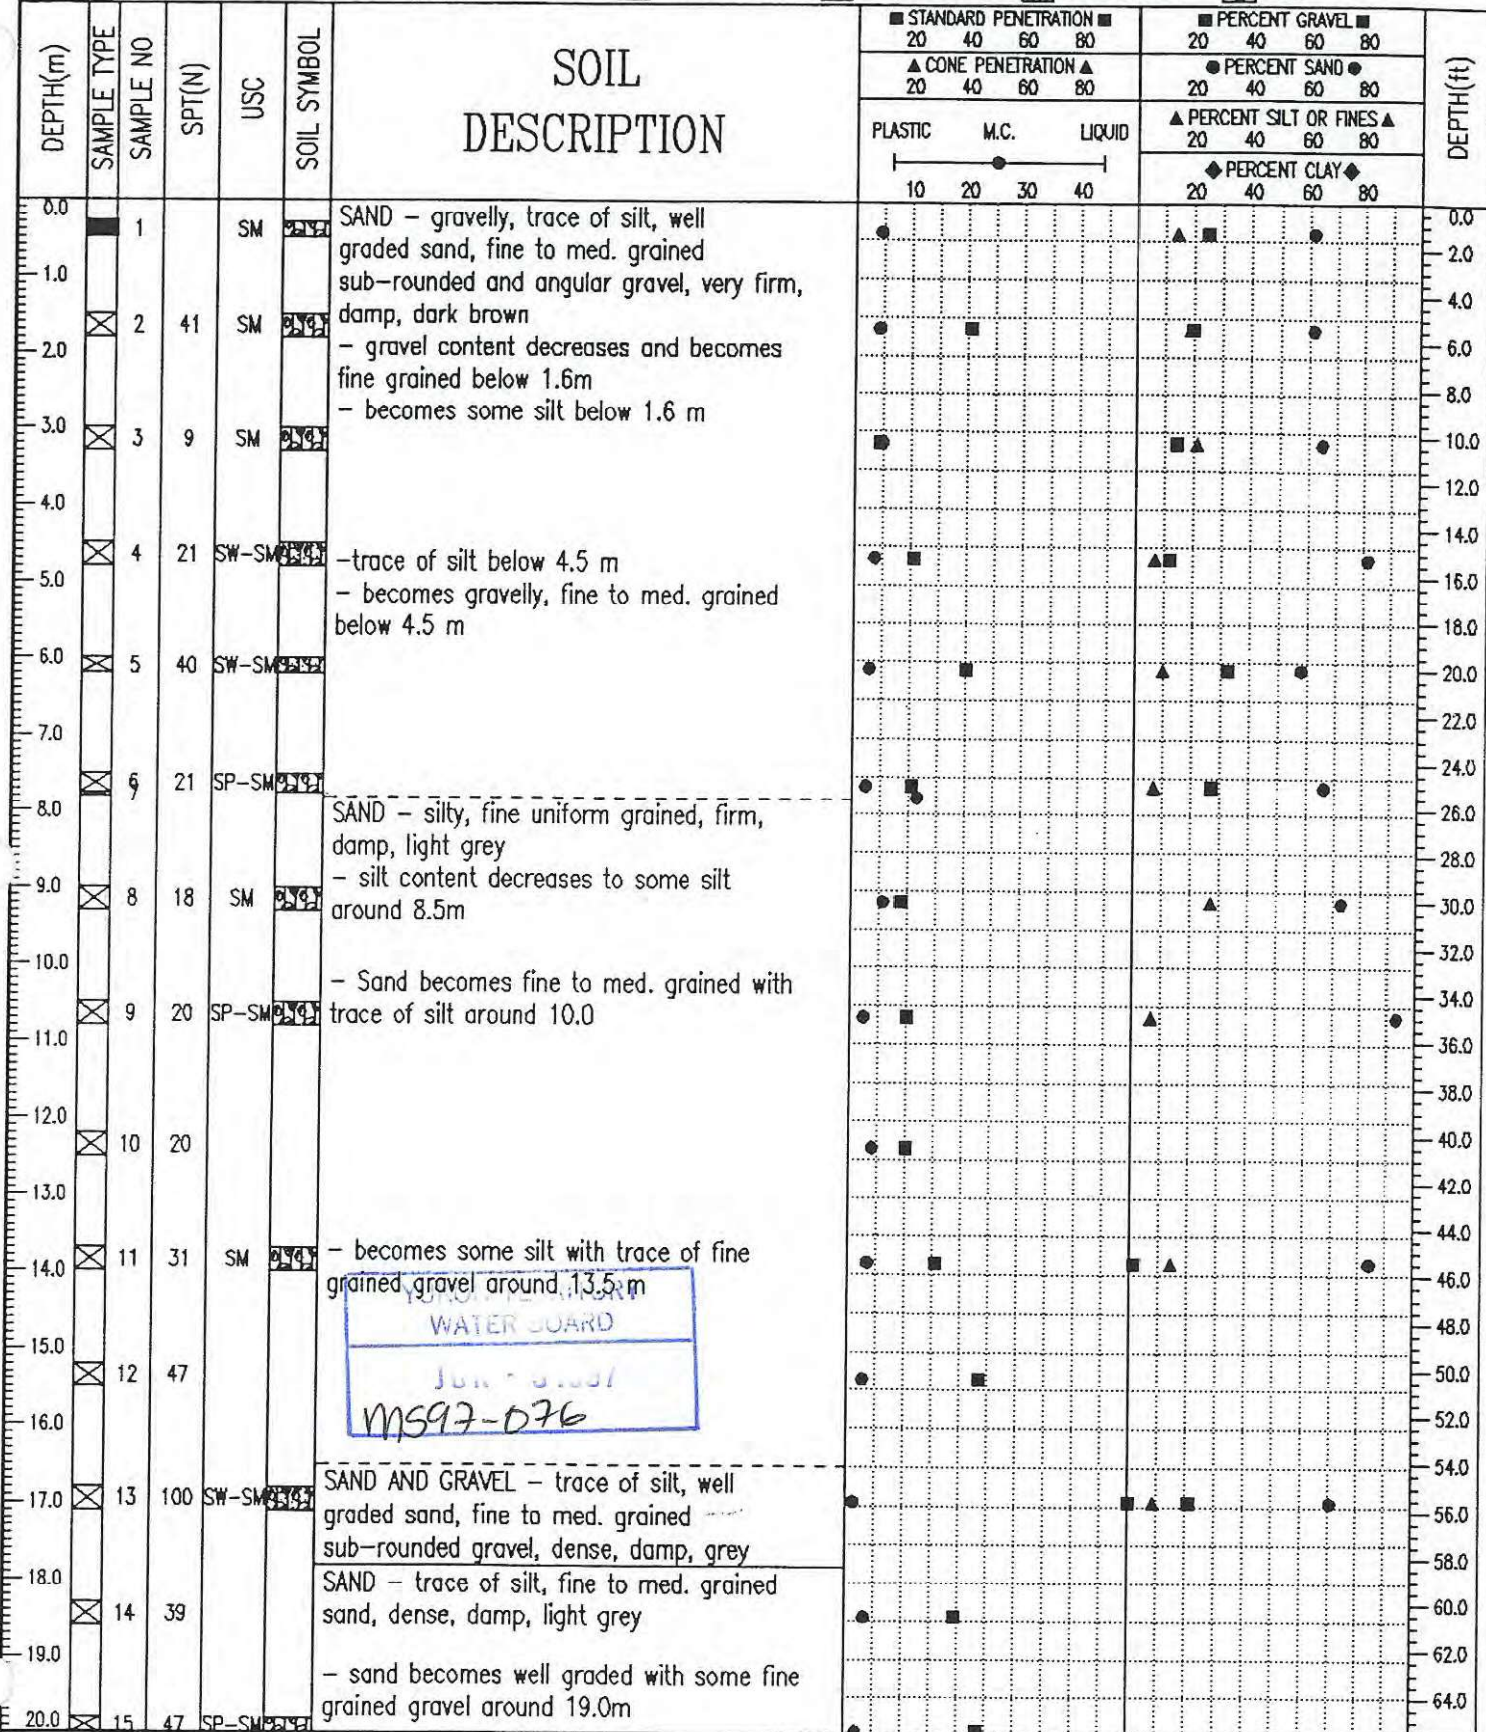 DEPTH(m)
SAMPLE TYPE
SAMPLE NO
SPT(N)
USC
SOIL SYMBOL
SOIL
DESCRIPTION
■ STANDARD PENETRATION ■
20 40 60 80
▲ CONE PENETRATION ▲
20 40 60 80
PLASTIC M.C. LIQUID
10 20 30 40
■ PERCENT GRAVEL ■
20 40 60 80
● PERCENT SAND ●
20 40 60 80
▲ PERCENT SILT OR FINES ▲
20 40 60 80
◆ PERCENT CLAY ◆
20 40 60 80
DEPTH(ft)
0.0
1 SM
SAND – gravelly, trace of silt, well
graded sand, fine to med. grained
sub-rounded and angular gravel, very firm,
damp, dark brown
– gravel content decreases and becomes
fine grained below 1.6m
– becomes some silt below 1.6 m
1.0
2 41 SM
2.0
3.0
3 9 SM
4.0
4 21 SW-SM
–trace of silt below 4.5 m
– becomes gravelly, fine to med. grained
below 4.5 m
5.0
6.0
5 40 SW-SM
7.0
6 21 SP-SM
7
8.0
SAND – silty, fine uniform grained, firm,
damp, light grey
– silt content decreases to some silt
around 8.5m
9.0
8 18 SM
10.0
– Sand becomes fine to med. grained with
trace of silt around 10.0
9 20 SP-SM
11.0
12.0
10 20
13.0
11 31 SM
– becomes some silt with trace of fine
grained gravel around 13.5 m
14.0
WATER BOARD
15.0
12 47
MS97-076
16.0
SAND AND GRAVEL – trace of silt, well
graded sand, fine to med. grained
sub-rounded gravel, dense, damp, grey
13 100 SW-SM
17.0
18.0
SAND – trace of silt, fine to med. grained
sand, dense, damp, light grey
14 39
19.0
– sand becomes well graded with some fine
grained gravel around 19.0m
20.0
15 47 SP-SM
0.0
2.0
4.0
6.0
8.0
10.0
12.0
14.0
16.0
18.0
20.0
22.0
24.0
26.0
28.0
30.0
32.0
34.0
36.0
38.0
40.0
42.0
44.0
46.0
48.0
50.0
52.0
54.0
56.0
58.0
60.0
62.0
64.0